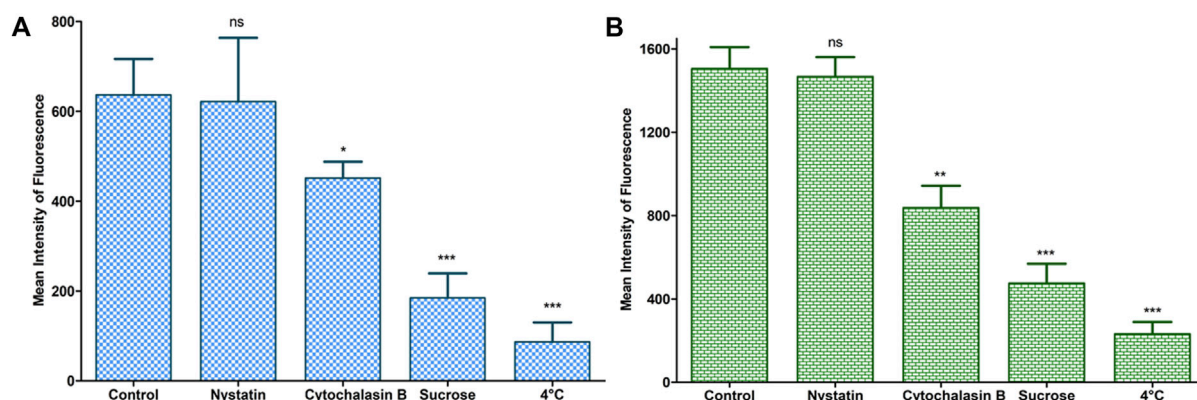 A
Mean Intensity of Fluorescence
800
600
400
200
0
ns
*
***
***
Control
Nystatin
Cytochalasin B
Sucrose
4°C
B
Mean Intensity of Fluorescence
1600
1200
800
400
0
ns
**
***
***
Control
Nystatin
Cytochalasin B
Sucrose
4°C